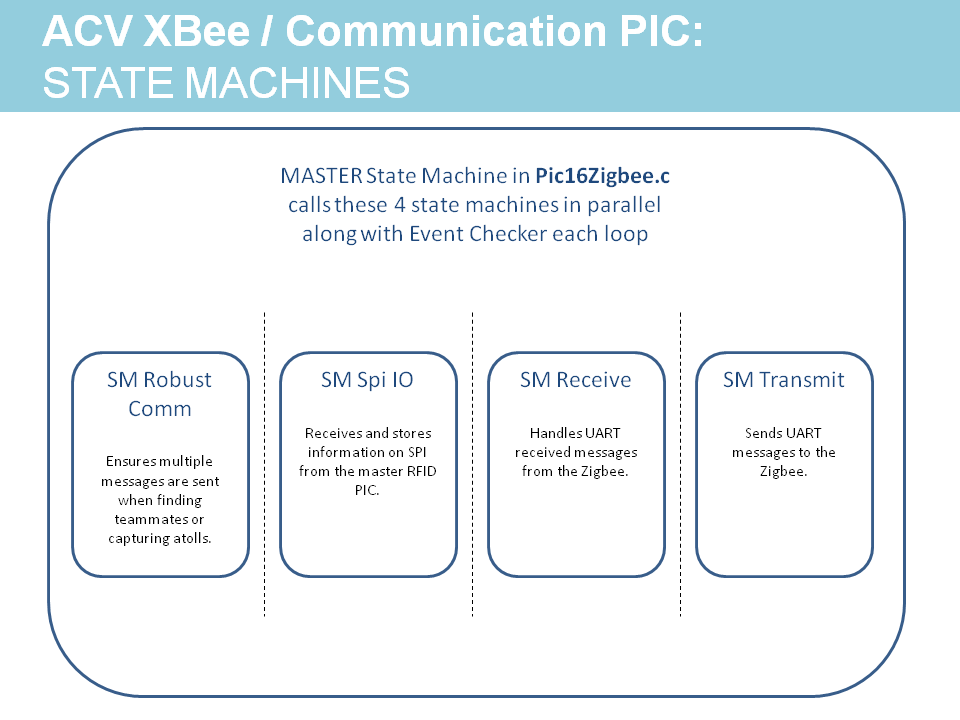 ACV XBee / Communication PIC:
STATE MACHINES
MASTER State Machine in Pic16Zigbee.c
calls these 4 state machines in parallel
along with Event Checker each loop
SM Robust
Comm
Ensures multiple
messages are sent
when finding
teammates or
capturing atolls.
SM Spi IO
Receives and stores
information on SPI
from the master RFID
PIC.
SM Receive
Handles UART
received messages
from the Zigbee.
SM Transmit
Sends UART
messages to the
Zigbee.